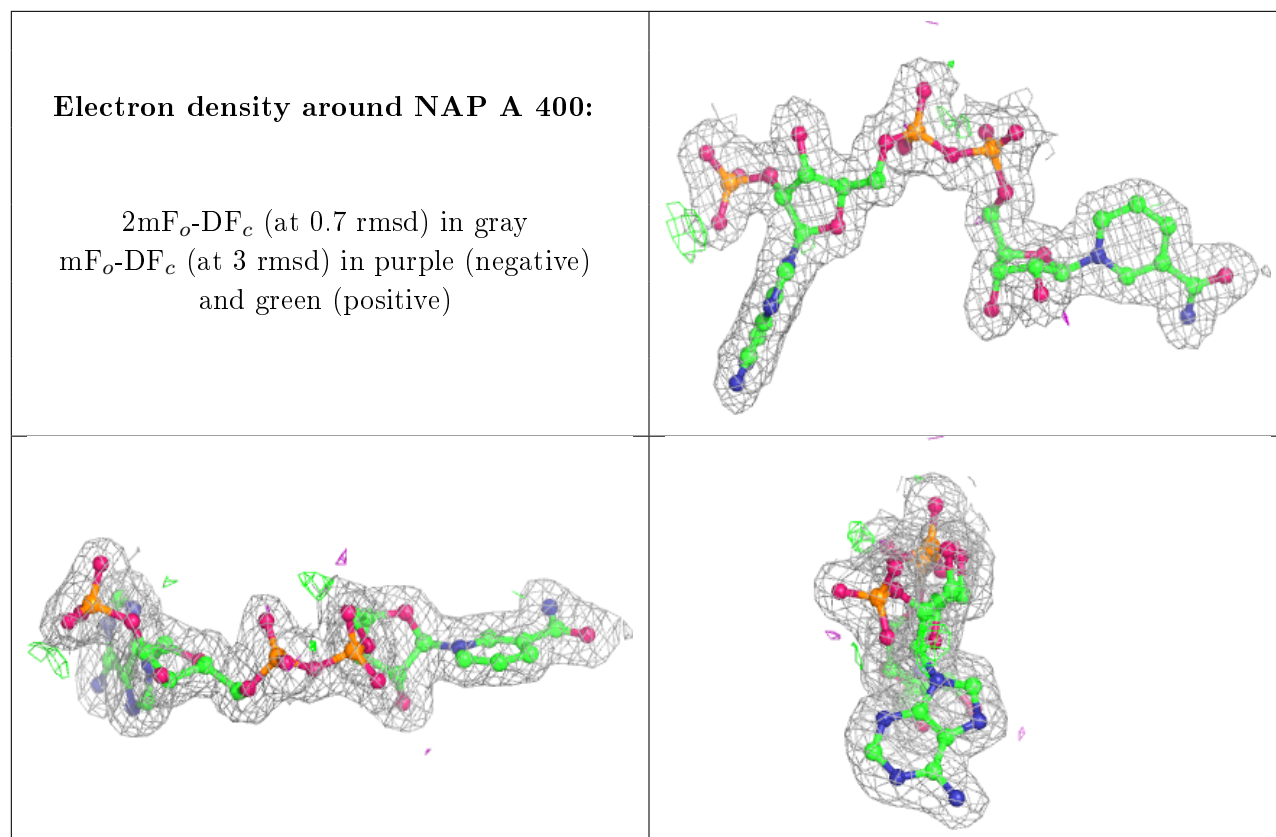 Electron density around NAP A 400:
2mFo-DFc (at 0.7 rmsd) in gray
mFo-DFc (at 3 rmsd) in purple (negative)
and green (positive)